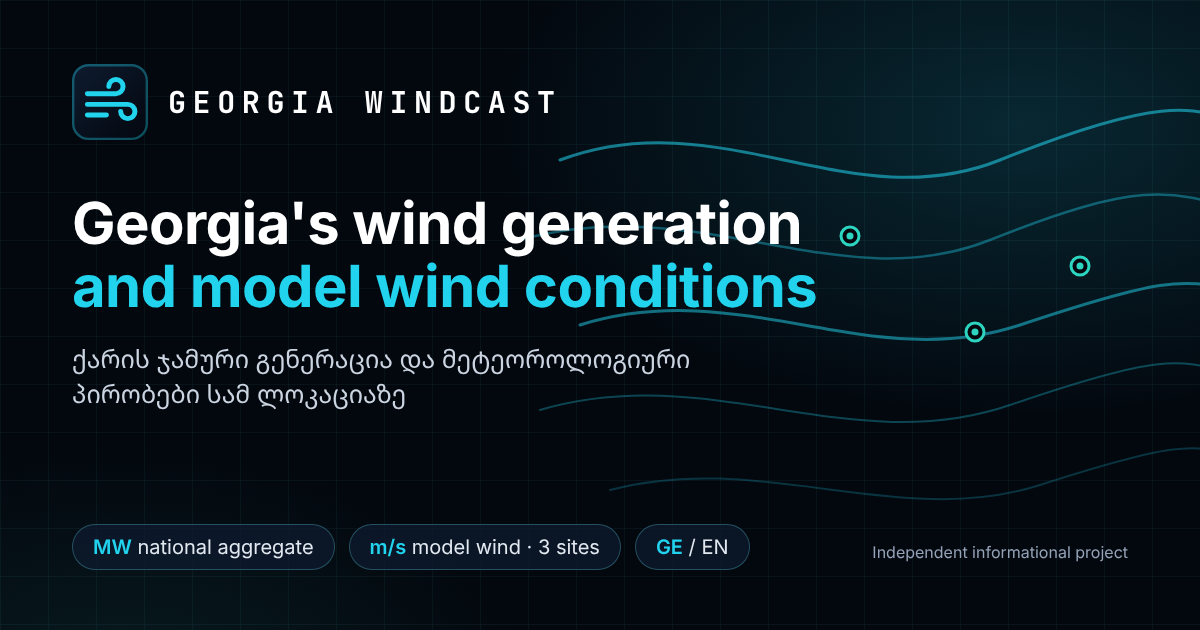 GEORGIA WINDCAST
Georgia's wind generation
and model wind conditions
ქარის ჯამური გენერაცია და მეტეოროლოგიური
პირობები სამ ლოკაციაზე
MW national aggregate
m/s model wind · 3 sites
GE / EN
Independent informational project